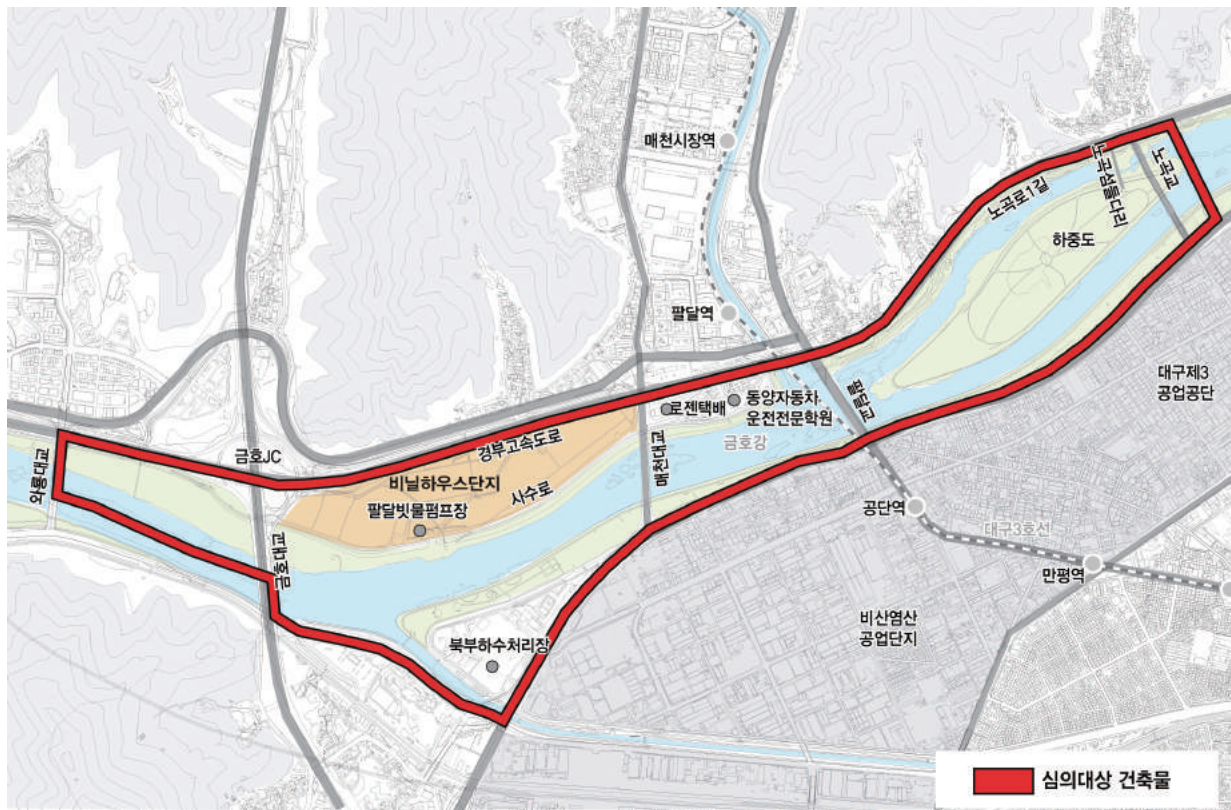 매천시장역
노곡섬들다리
노곡교
노곡로1길
하중도
팔달역
대구제3
공업공단
동양자동차
운전전문학원
로젠택배
팔달교
금호강
경부고속도로
매천대교
금호JC
와룡대교
비닐하우스단지
사수로
팔달빗물펌프장
공단역
대구3호선
금호대교
만평역
비산염색
공업단지
북부하수처리장
심의대상 건축물